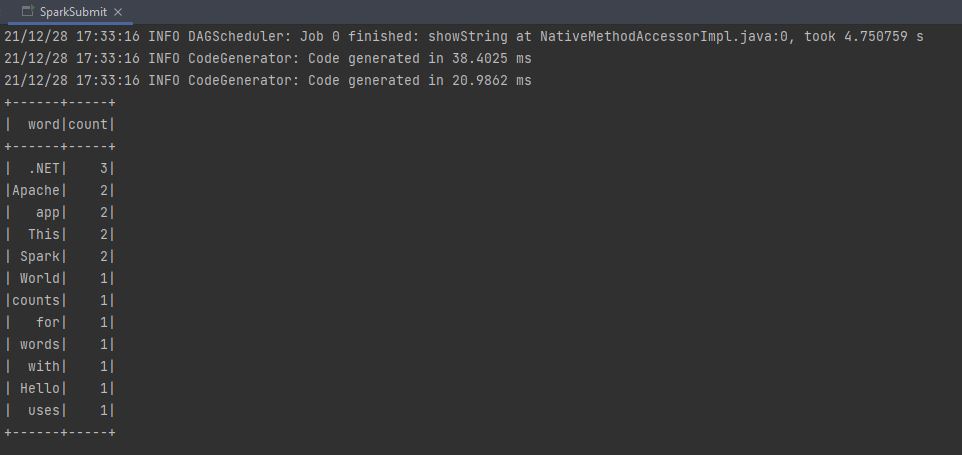 SparkSubmit
21/12/28 17:33:16 INFO DAGScheduler: Job 0 finished: showString at NativeMethodAccessorImpl.java:0, took 4.750759 s
21/12/28 17:33:16 INFO CodeGenerator: Code generated in 38.4025 ms
21/12/28 17:33:16 INFO CodeGenerator: Code generated in 20.9862 ms
+------+-----+
|  word|count|
+------+-----+
|  .NET|    3|
|Apache|    2|
|   app|    2|
|  This|    2|
| Spark|    2|
| World|    1|
|counts|    1|
|   for|    1|
| words|    1|
|  with|    1|
| Hello|    1|
|  uses|    1|
+------+-----+